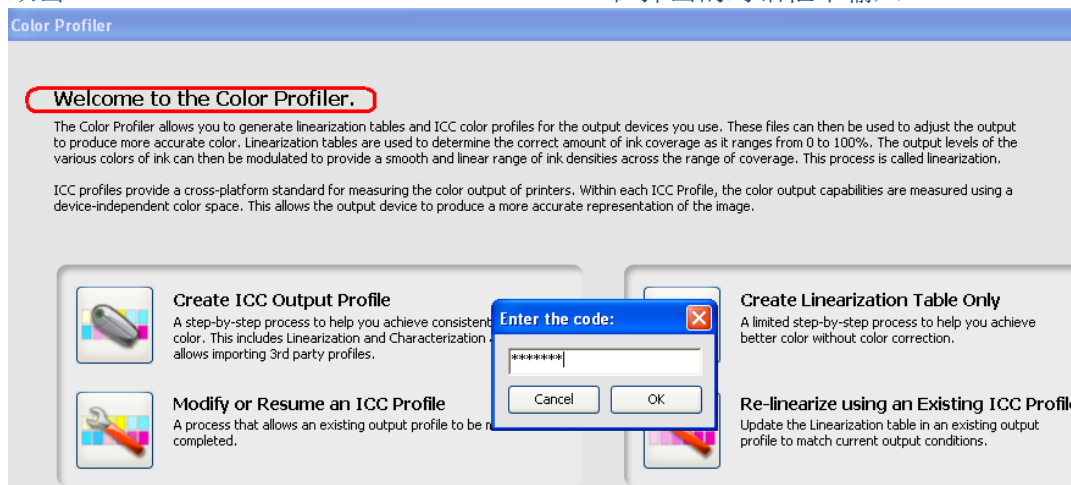 Color Profiler
Welcome to the Color Profiler.
The Color Profiler allows you to generate linearization tables and ICC color profiles for the output devices you use. These files can then be used to adjust the output
to produce more accurate color. Linearization tables are used to determine the correct amount of ink coverage as it ranges from 0 to 100%. The output levels of the
various colors of ink can then be modulated to provide a smooth and linear range of ink densities across the range of coverage. This process is called linearization.
ICC profiles provide a cross-platform standard for measuring the color output of printers. Within each ICC Profile, the color output capabilities are measured using a
device-independent color space. This allows the output device to produce a more accurate representation of the image.
Create ICC Output Profile
A step-by-step process to help you achieve consistent
color. This includes Linearization and Characterization
allows importing 3rd party profiles.
Modify or Resume an ICC Profile
A process that allows an existing output profile to be
completed.
Enter the code:
*******
Cancel
OK
Create Linearization Table Only
A limited step-by-step process to help you achieve
better color without color correction.
Re-linearize using an Existing ICC Profil
Update the Linearization table in an existing output
profile to match current output conditions.